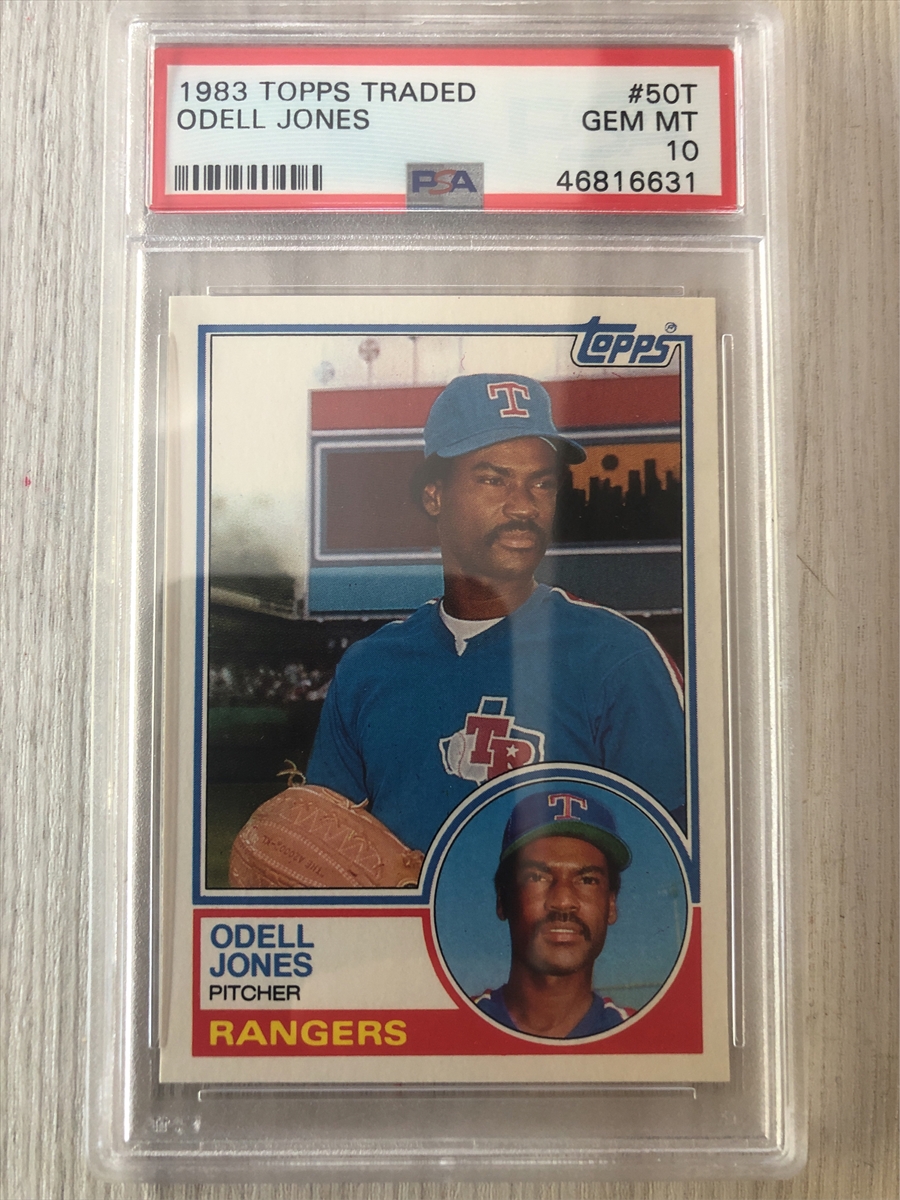 1983 TOPPS TRADED #50T
ODELL JONES GEM MT
10
PSA 46816631
TOPPS
T
TR
T
ODELL
JONES
PITCHER
RANGERS